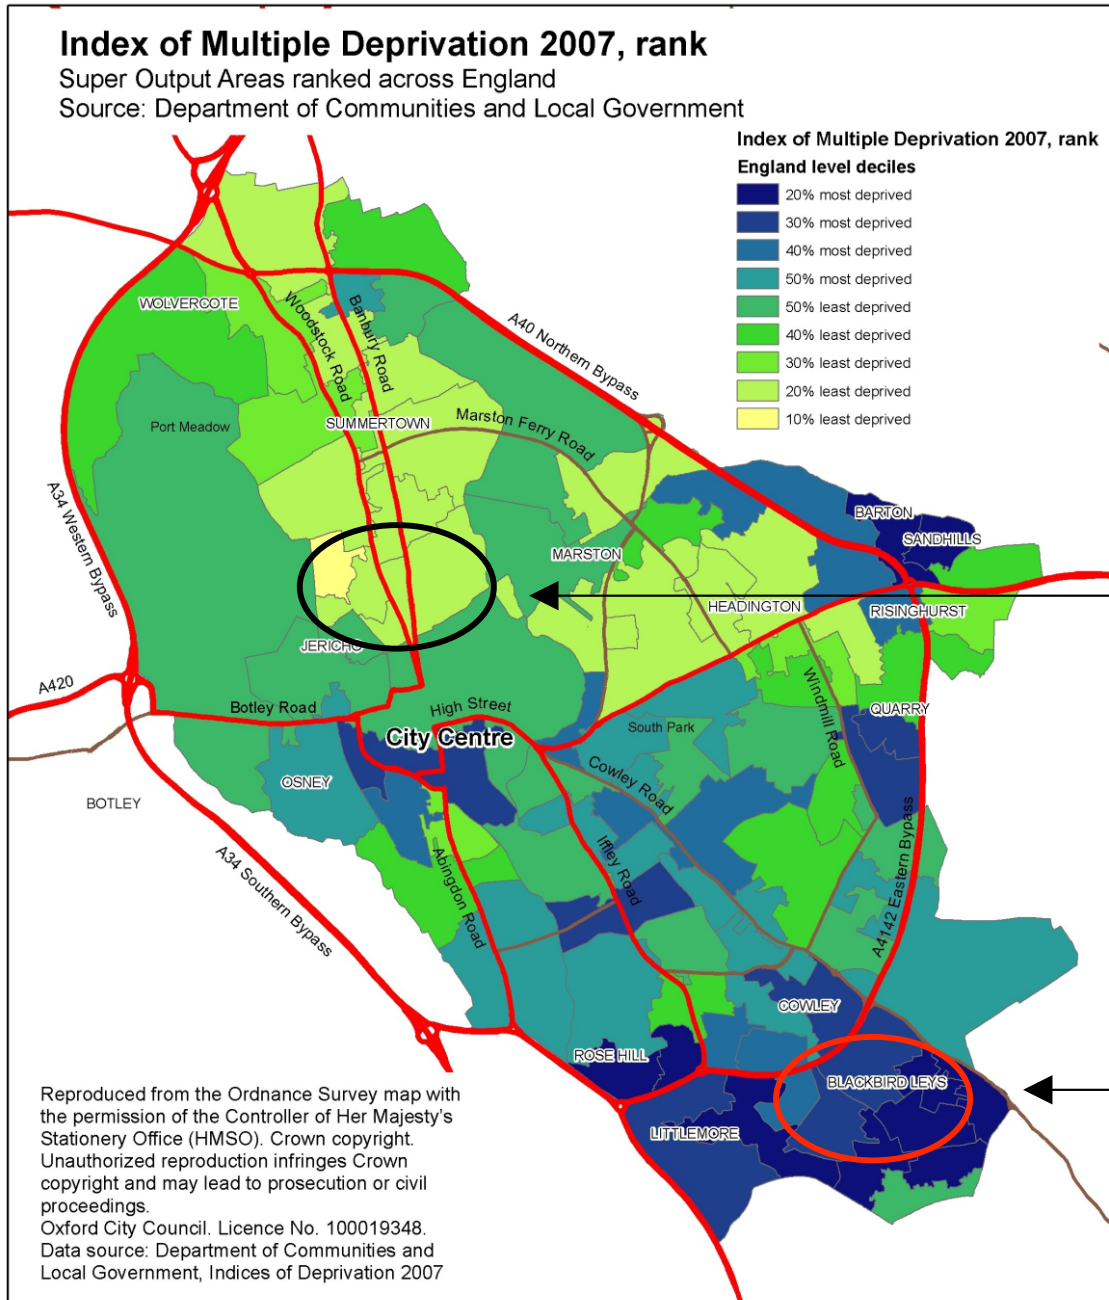 Index of Multiple Deprivation 2007, rank
Super Output Areas ranked across England
Source: Department of Communities and Local Government
Index of Multiple Deprivation 2007, rank
England level deciles
20% most deprived
30% most deprived
40% most deprived
50% most deprived
50% least deprived
40% least deprived
30% least deprived
20% least deprived
10% least deprived
WOLVERCOTE
Woodstock Road
Banbury Road
A40 Northern Bypass
Port Meadow
SUMMERTOWN
Marston Ferry Road
A34 Western Bypass
BARTON
SANDHILLS
MARSTON
HEADINGTON
RISINGHURST
JERICHO
A420
Botley Road
High Street
City Centre
South Park
Windmill Road
QUARRY
OSNEY
BOTLEY
Cowley Road
A34 Southern Bypass
Abingdon Road
Iffley Road
A4142 Eastern Bypass
COWLEY
ROSE HILL
BLACKBIRD LEYS
LITTLEMORE
Reproduced from the Ordnance Survey map with
the permission of the Controller of Her Majesty's
Stationery Office (HMSO). Crown copyright.
Unauthorized reproduction infringes Crown
copyright and may lead to prosecution or civil
proceedings.
Oxford City Council. Licence No. 100019348.
Data source: Department of Communities and
Local Government, Indices of Deprivation 2007